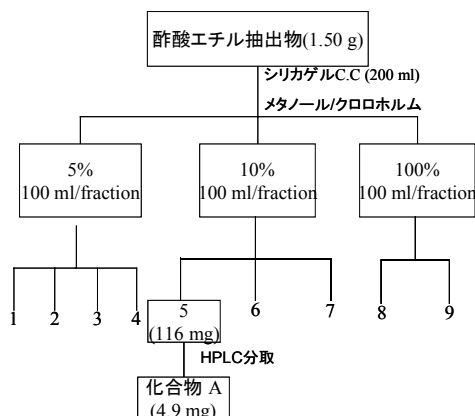 酢酸エチル抽出物(1.50 g)
シリカゲルC.C (200 ml)
メタノール/クロロホルム
5%
100 ml/fraction
10%
100 ml/fraction
100%
100 ml/fraction
1 2 3 4 5 6 7 8 9
(116 mg)
HPLC分取
化合物 A
(4.9 mg)